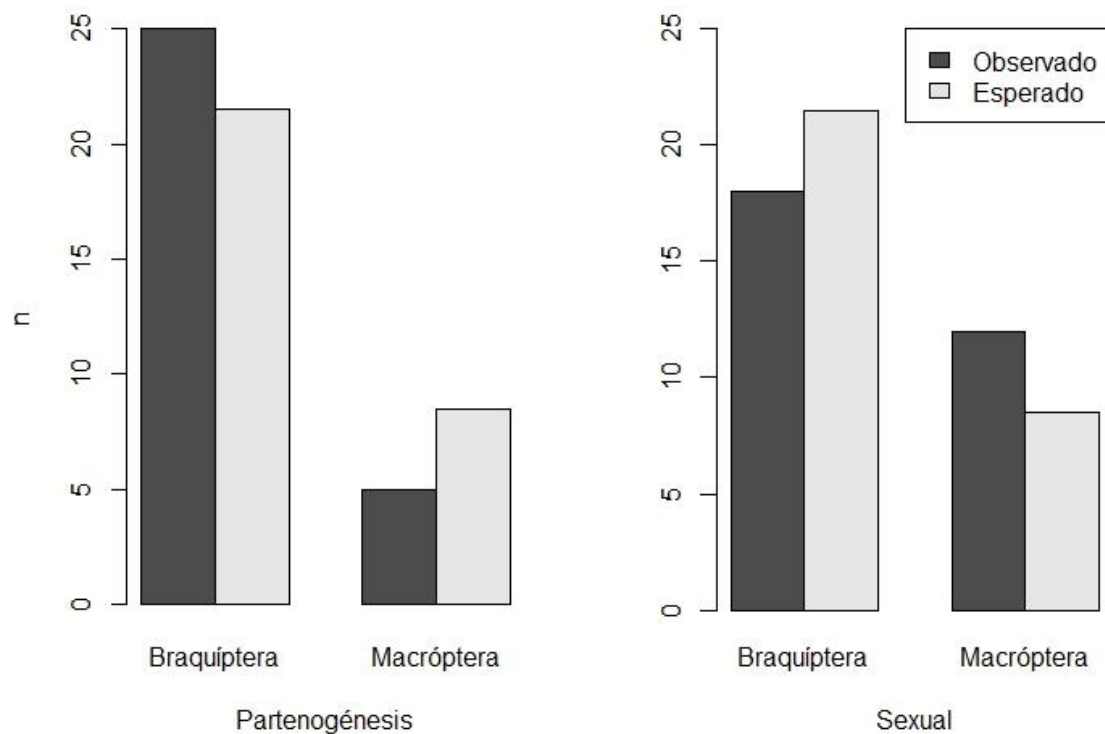 n
25
20
15
10
5
0
Braquíptera Macróptera
Partenogénesis
25
20
15
10
5
0
Observado
Esperado
Braquíptera Macróptera
Sexual